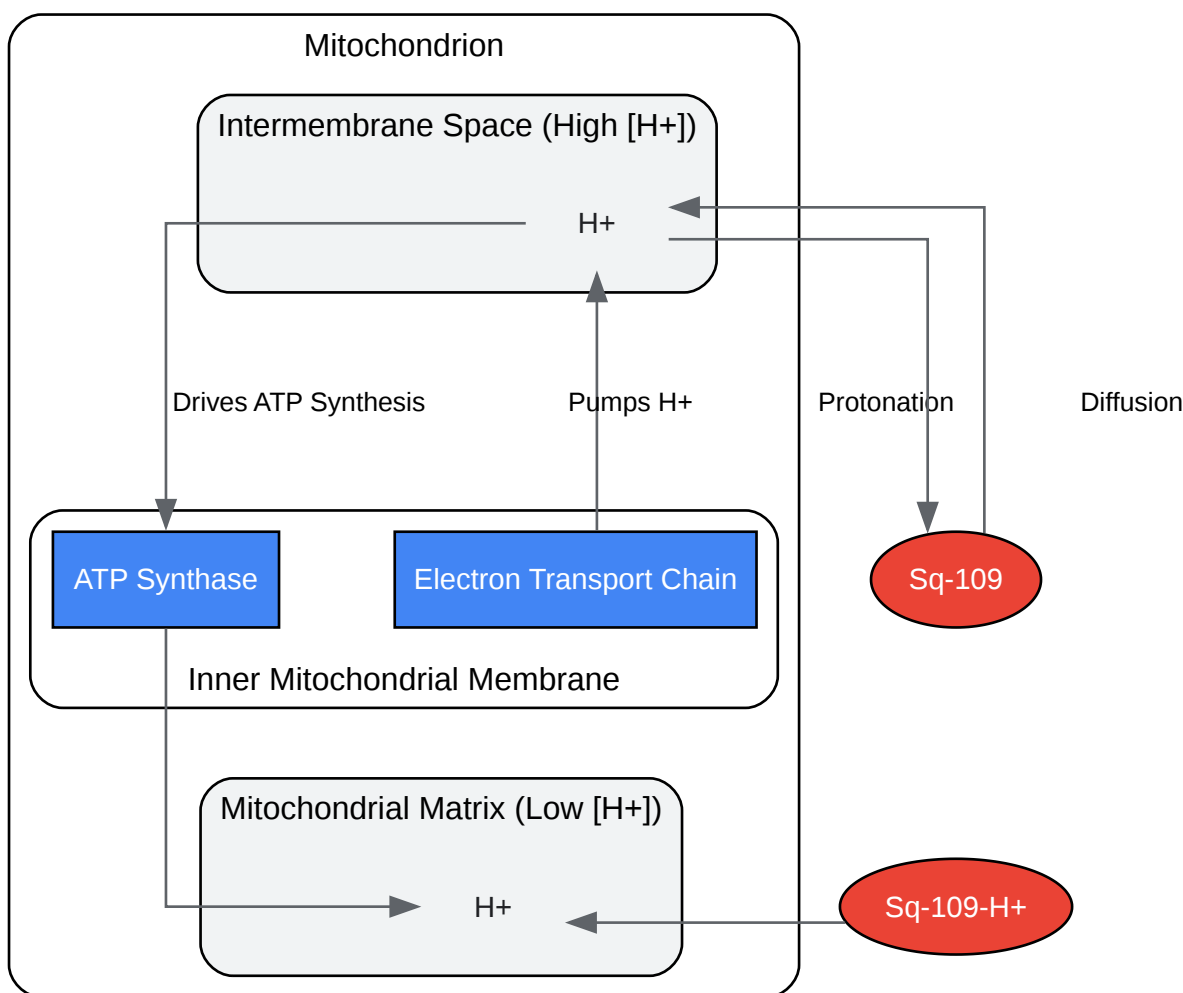 Mitochondrion
Intermembrane Space (High [H+])
H+
Drives ATP Synthesis
Pumps H+
Protonation
Diffusion
ATP Synthase
Electron Transport Chain
Sq-109
Inner Mitochondrial Membrane
Mitochondrial Matrix (Low [H+])
H+
Sq-109-H+